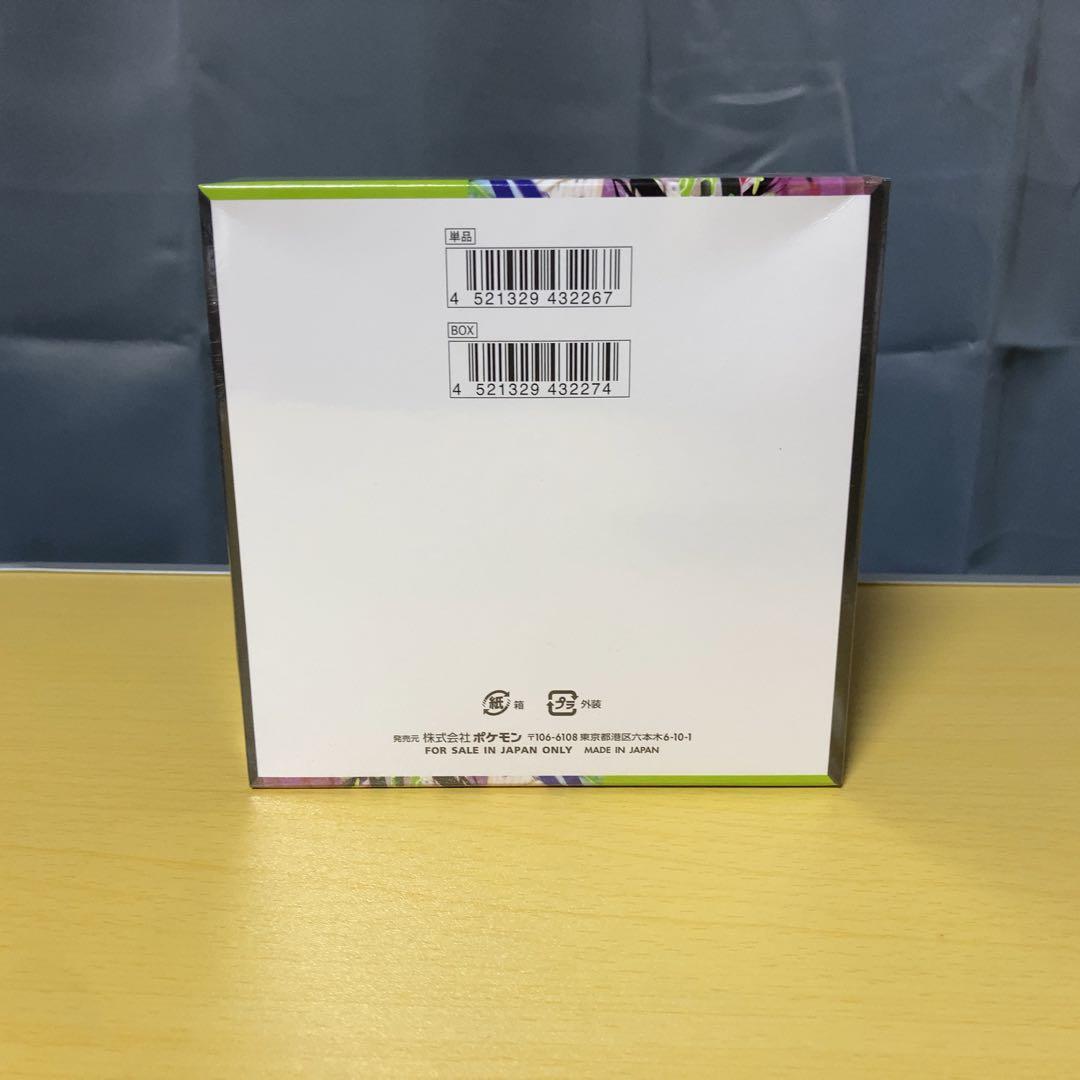 単品
4 521329 432267
BOX
4 521329 432274
紙 箱 プラ 外装
発売元 株式会社ポケモン 〒106-6108 東京都港区六本木6-10-1
FOR SALE IN JAPAN ONLY MADE IN JAPAN